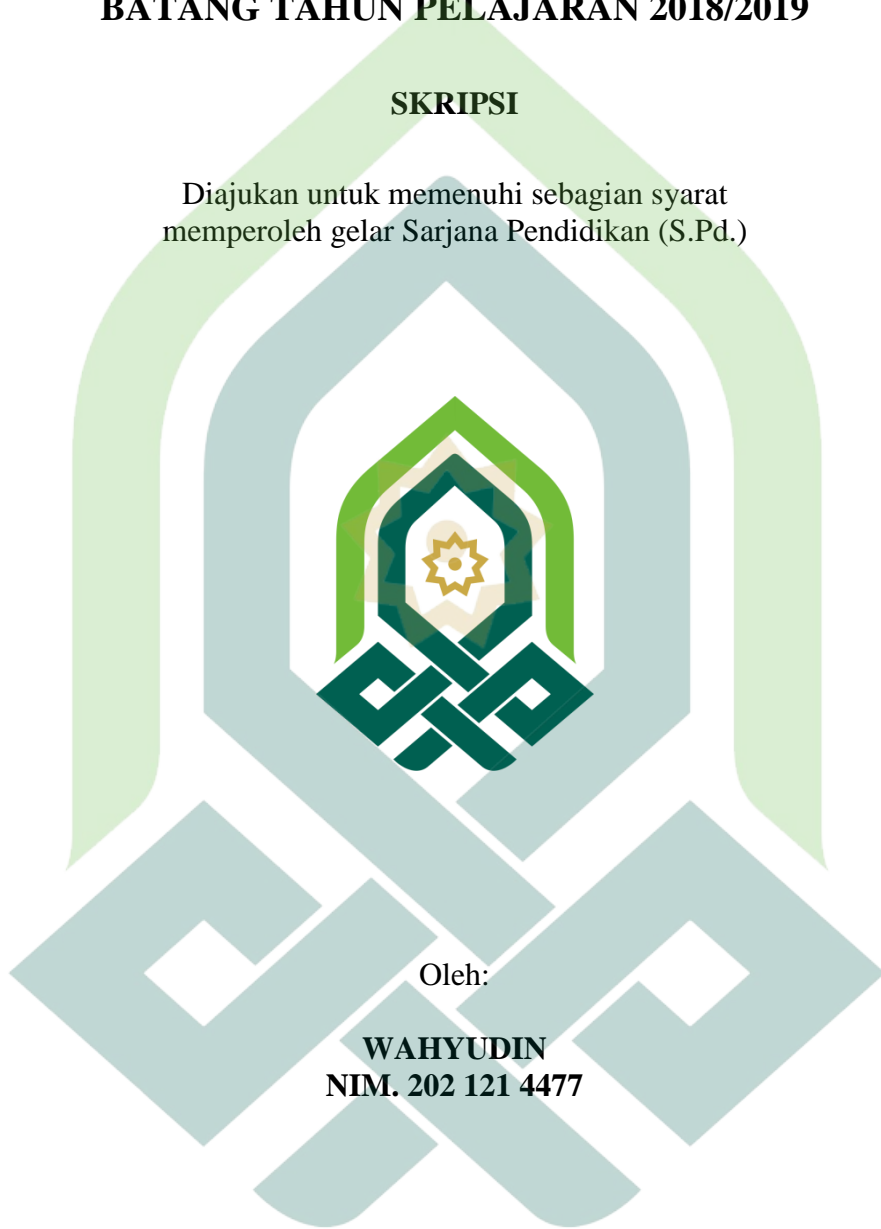 BATANG TAHUN PELAJARAN 2018/2019
SKRIPSI
Diajukan untuk memenuhi sebagian syarat
memperoleh gelar Sarjana Pendidikan (S.Pd.)
Oleh:
WAHYUDIN
NIM. 202 121 4477